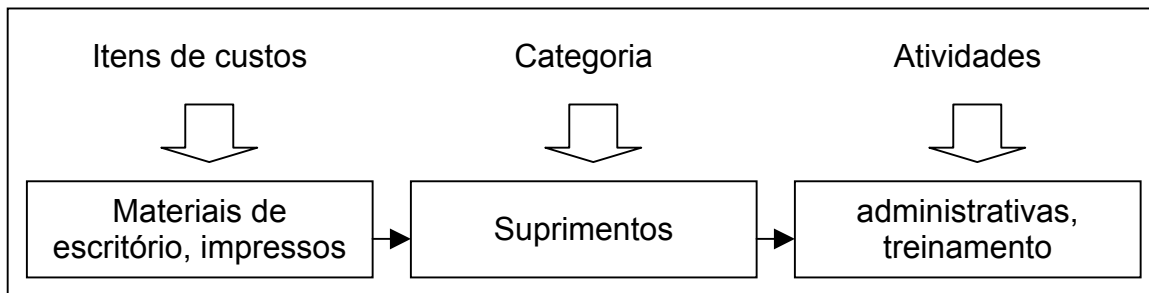 Itens de custos
Categoria
Atividades
Materiais de
escritório, impressos
Suprimentos
administrativas,
treinamento